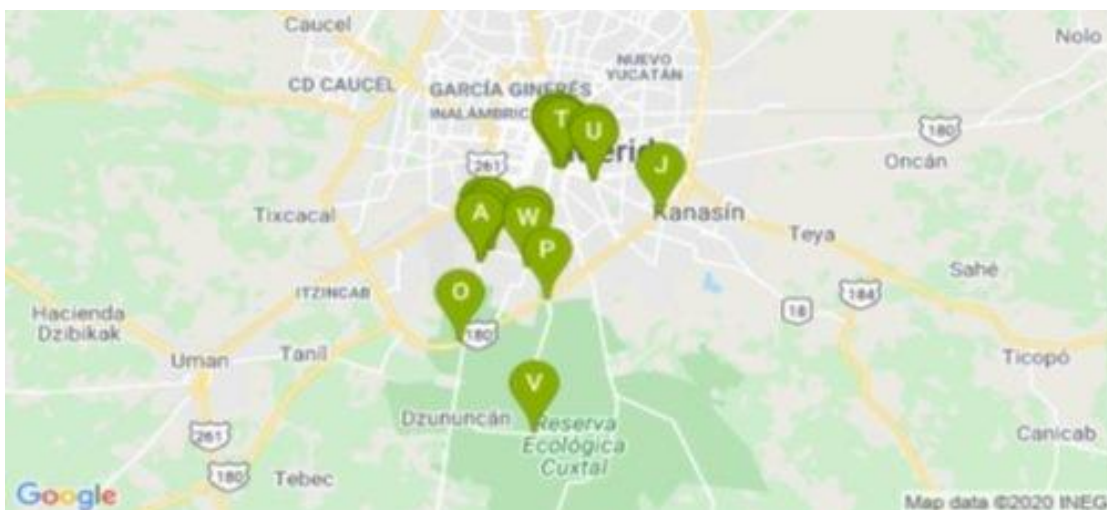 Caucel
Nolo
NUEVO
YUCATÁN
CD CAUCEL
GARCÍA GINERÉS
INALÁMBRIC
T
U
180
261
J
Oncán
Kanasín
Tixcacal
A
W
Teya
P
Sahé
ITZINCAB
O
184
18
Hacienda
Dzibikak
180
Uman
Tanil
Ticopó
V
Dzununcán
Reserva
Ecológica
Cuxtal
261
Canicab
180
Tebec
Google
Map data ©2020 INEG